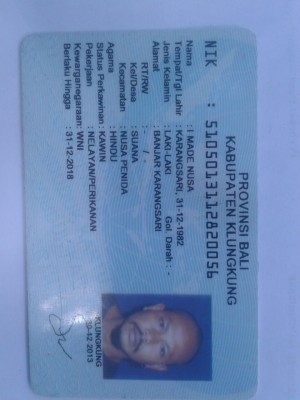 PROVINSI BALI
KABUPATEN KLUNGKUNG
NIK : 5105013112820056
Nama : I MADE NUSA
Tempat/Tgl Lahir : KARANGSARI, 31-12-1982
Jenis Kelamin : LAKI-LAKI Gol. Darah : -
Alamat : BANJAR KARANGSARI
RT/RW : - / -
Kel/Desa : SUANA
Kecamatan : NUSA PENIDA
Agama : HINDU
Status Perkawinan : KAWIN
Pekerjaan : NELAYAN/PERIKANAN
Kewarganegaraan: WNI
Berlaku Hingga : 31-12-2018
KLUNGKUNG
-12-2013